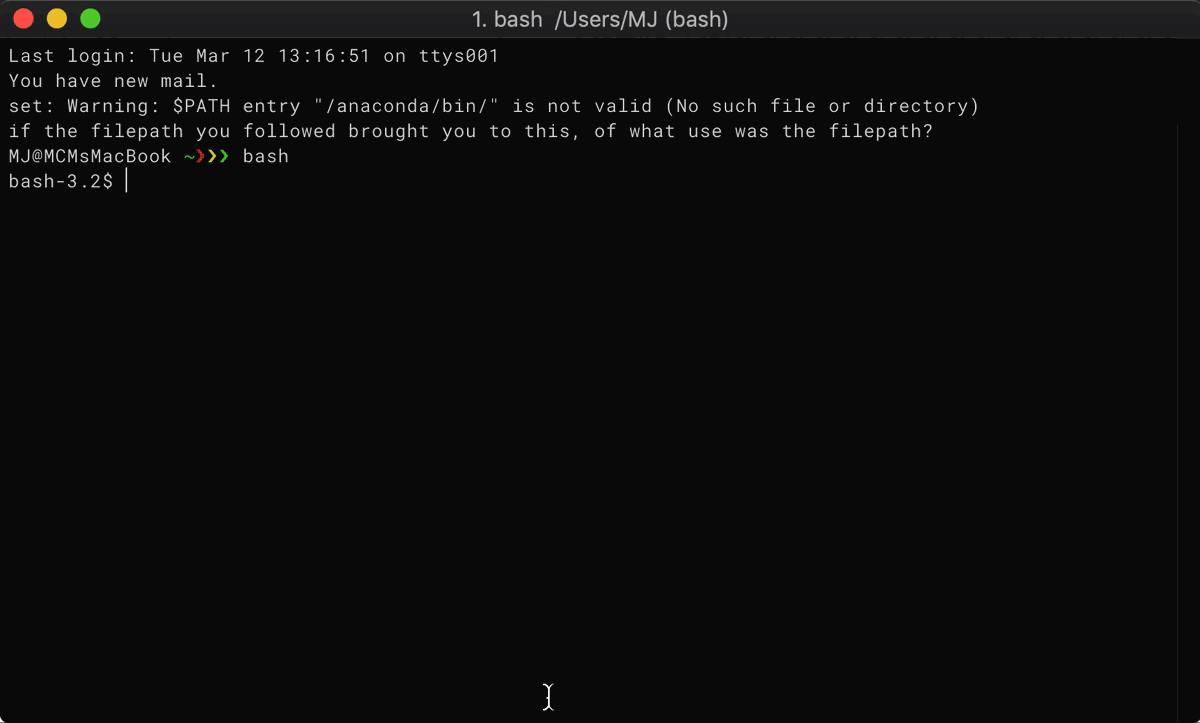 1. bash /Users/MJ (bash)
Last login: Tue Mar 12 13:16:51 on ttys001
You have new mail.
set: Warning: $PATH entry "/anaconda/bin/" is not valid (No such file or directory)
if the filepath you followed brought you to this, of what use was the filepath?
MJ@MCMsMacBook ~❯❯❯ bash
bash-3.2$